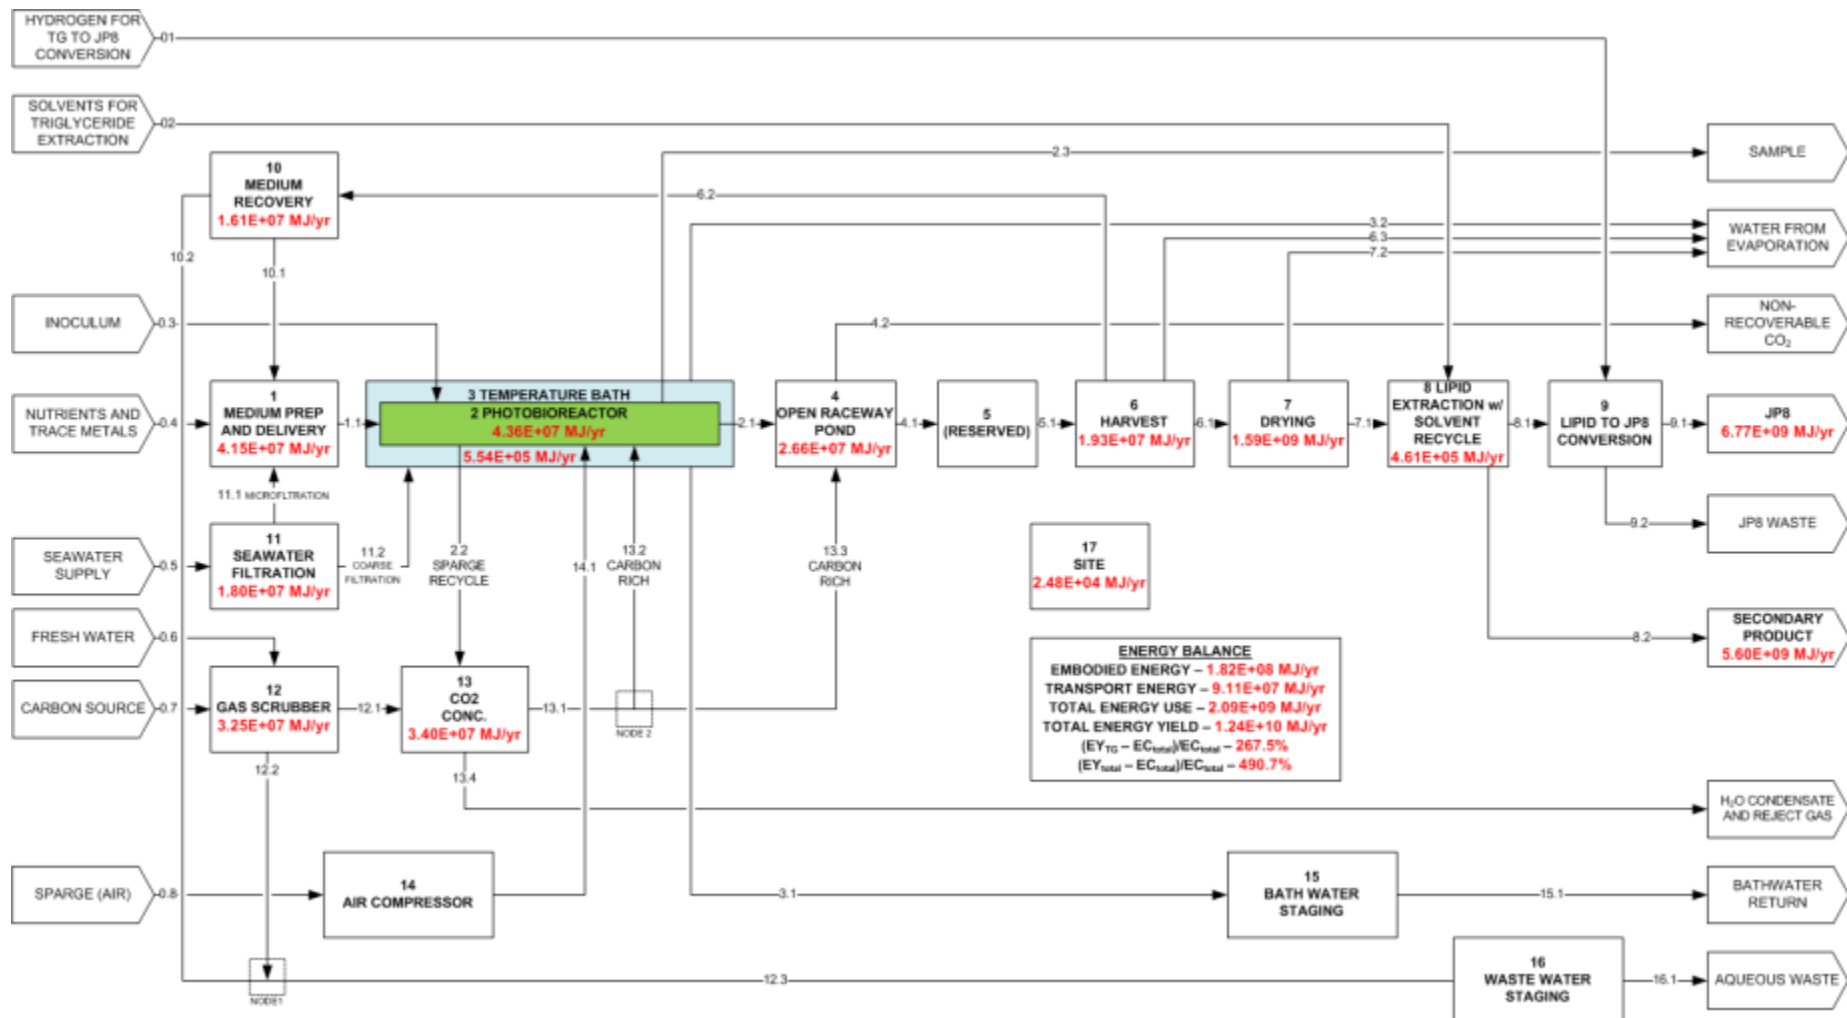 HYDROGEN FOR
TG TO JP8
CONVERSION
01
SOLVENTS FOR
TRIGLYCERIDE
EXTRACTION
02
10
MEDIUM
RECOVERY
1.61E+07 MJ/yr
6.2
2.3
SAMPLE
3.2
6.3
7.2
WATER FROM
EVAPORATION
10.2
10.1
INOCULUM
0.3
4.2
NON-
RECOVERABLE
CO₂
NUTRIENTS AND
TRACE METALS
0.4
1
MEDIUM PREP
AND DELIVERY
4.15E+07 MJ/yr
1.1
3 TEMPERATURE BATH
2 PHOTOBIOREACTOR
4.36E+07 MJ/yr
5.54E+05 MJ/yr
2.1
4
OPEN RACEWAY
POND
2.66E+07 MJ/yr
4.1
5
(RESERVED)
5.1
6
HARVEST
1.93E+07 MJ/yr
6.1
7
DRYING
1.59E+09 MJ/yr
7.1
8 LIPID
EXTRACTION w/
SOLVENT
RECYCLE
4.61E+05 MJ/yr
8.1
9
LIPID TO JP8
CONVERSION
9.1
JP8
6.77E+09 MJ/yr
11.1 MICROFLTRATION
9.2
JP8 WASTE
SEAWATER
SUPPLY
0.5
11
SEAWATER
FILTRATION
1.80E+07 MJ/yr
11.2
COARSE
FILTRATION
2.2
SPARGE
RECYCLE
14.1
13.2
CARBON
RICH
13.3
CARBON
RICH
17
SITE
2.48E+04 MJ/yr
FRESH WATER
0.6
8.2
SECONDARY
PRODUCT
5.60E+09 MJ/yr
CARBON SOURCE
0.7
12
GAS SCRUBBER
3.25E+07 MJ/yr
12.1
13
CO2
CONC.
3.40E+07 MJ/yr
13.1
NODE 2
ENERGY BALANCE
EMBODIED ENERGY – 1.82E+08 MJ/yr
TRANSPORT ENERGY – 9.11E+07 MJ/yr
TOTAL ENERGY USE – 2.09E+09 MJ/yr
TOTAL ENERGY YIELD – 1.24E+10 MJ/yr
(EY_TG – EC_total)/EC_total – 267.5%
(EY_total – EC_total)/EC_total – 490.7%
12.2
13.4
H₂O CONDENSATE
AND REJECT GAS
SPARGE (AIR)
0.8
14
AIR COMPRESSOR
3.1
15
BATH WATER
STAGING
15.1
BATHWATER
RETURN
NODE1
12.3
16
WASTE WATER
STAGING
16.1
AQUEOUS WASTE